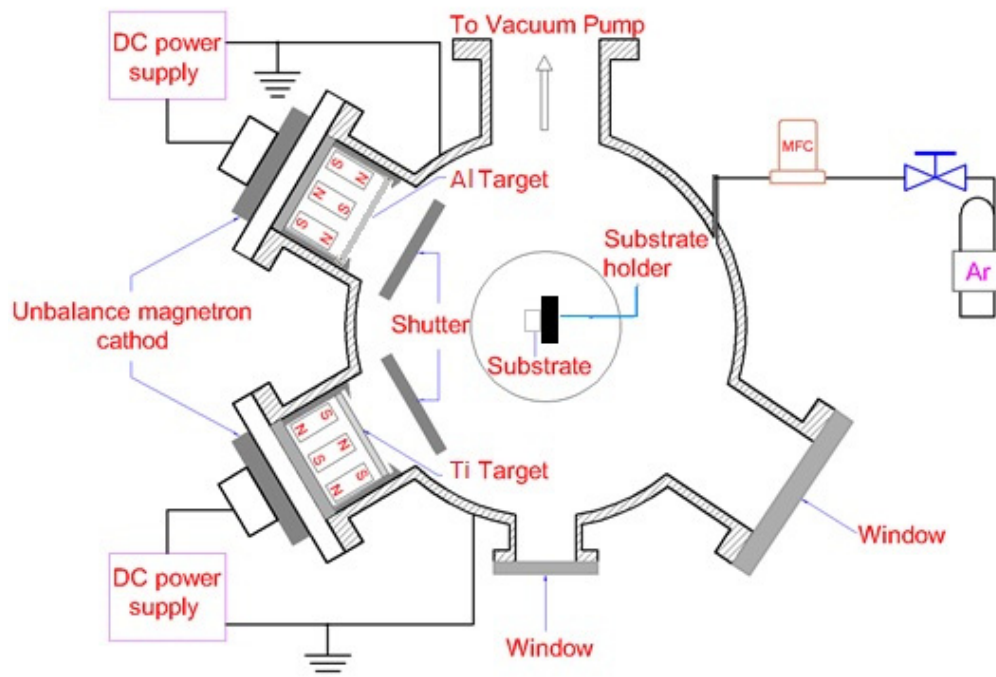 To Vacuum Pump
DC power
supply
MFC
Al Target
S N
N S
S N
Substrate
holder
Ar
Unbalance magnetron
cathod
Shutter
Substrate
S N
N S
S N
Ti Target
Window
DC power
supply
Window